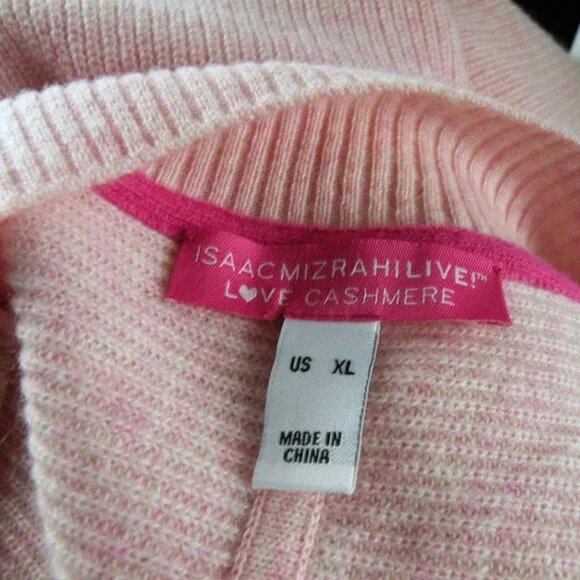 ISAACMIZRAHILIVE!™
L♥VE CASHMERE
US XL
MADE IN
CHINA